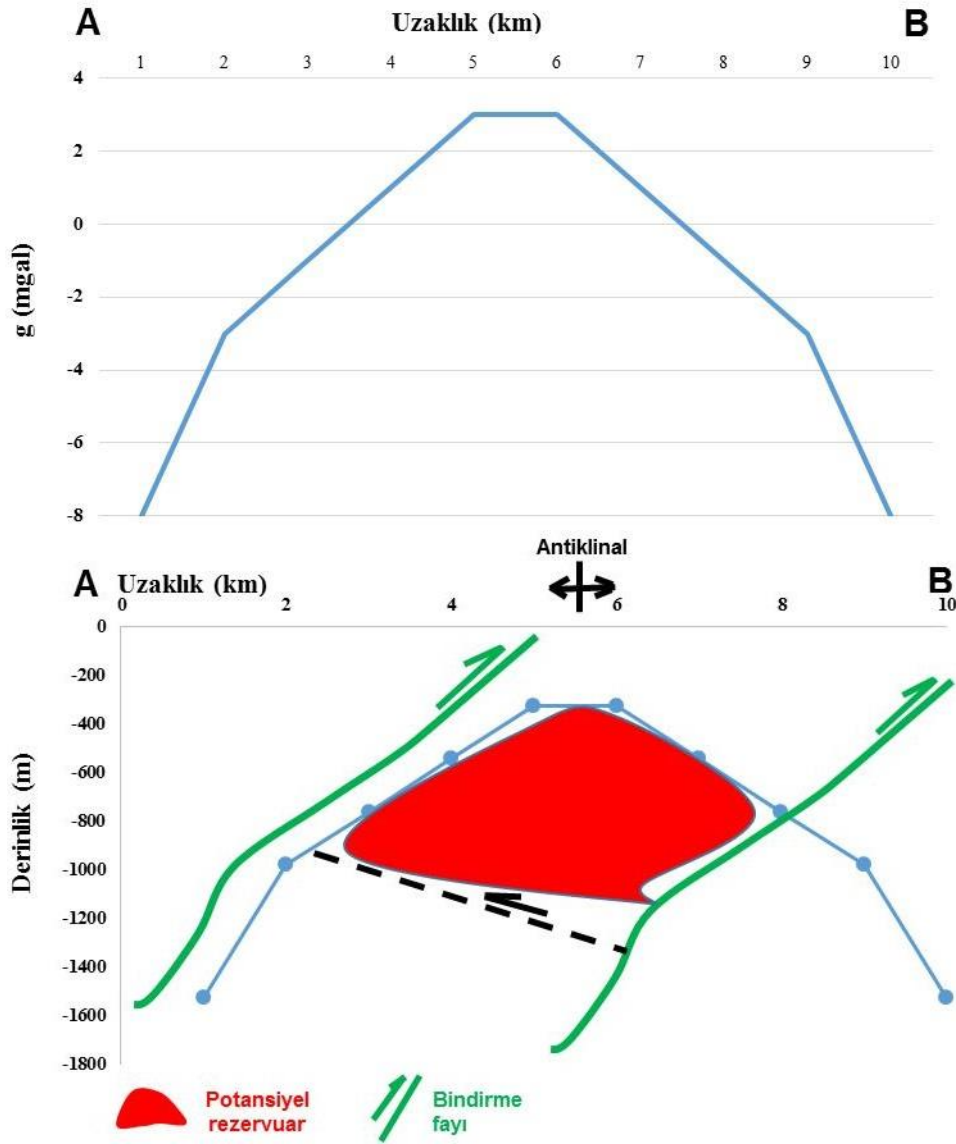 A Uzaklık (km) B
1 2 3 4 5 6 7 8 9 10
4
2
0
-2
-4
-6
-8
g (mgal)
Antiklinal
A Uzaklık (km) B
0 2 4 6 8 10
0
-200
-400
-600
-800
-1000
-1200
-1400
-1600
-1800
Derinlik (m)
Potansiyel
rezervuar
Bindirme
fayı